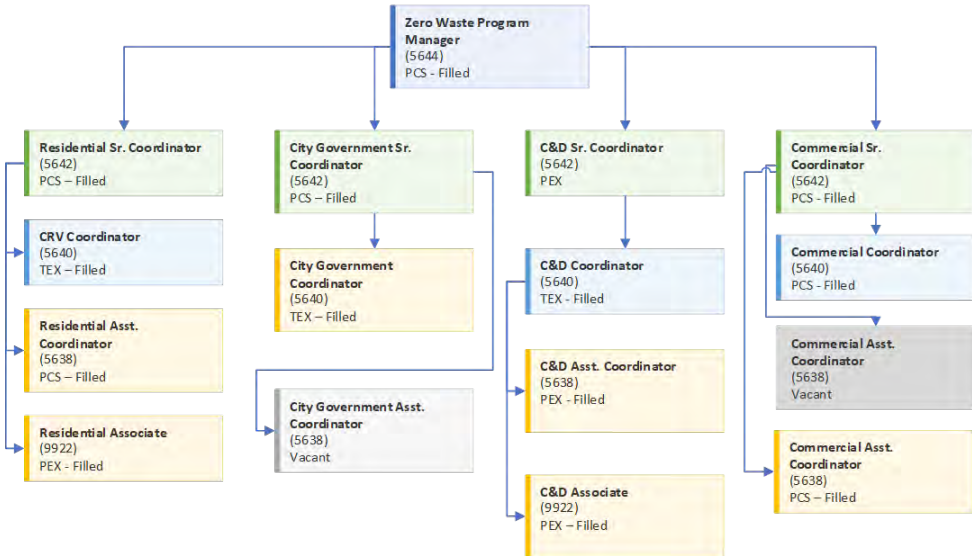 Zero Waste Program
Manager
(5644)
PCS - Filled
Residential Sr. Coordinator
(5642)
PCS – Filled
CRV Coordinator
(5640)
TEX – Filled
Residential Asst.
Coordinator
(5638)
PCS – Filled
Residential Associate
(9922)
PEX - Filled
City Government Sr.
Coordinator
(5642)
PCS – Filled
City Government
Coordinator
(5640)
TEX – Filled
City Government Asst.
Coordinator
(5638)
Vacant
C&D Sr. Coordinator
(5642)
PEX
C&D Coordinator
(5640)
TEX - Filled
C&D Asst. Coordinator
(5638)
PEX - Filled
C&D Associate
(9922)
PEX – Filled
Commercial Sr.
Coordinator
(5642)
PCS - Filled
Commercial Coordinator
(5640)
PCS - Filled
Commercial Asst.
Coordinator
(5638)
Vacant
Commercial Asst.
Coordinator
(5638)
PCS - Filled